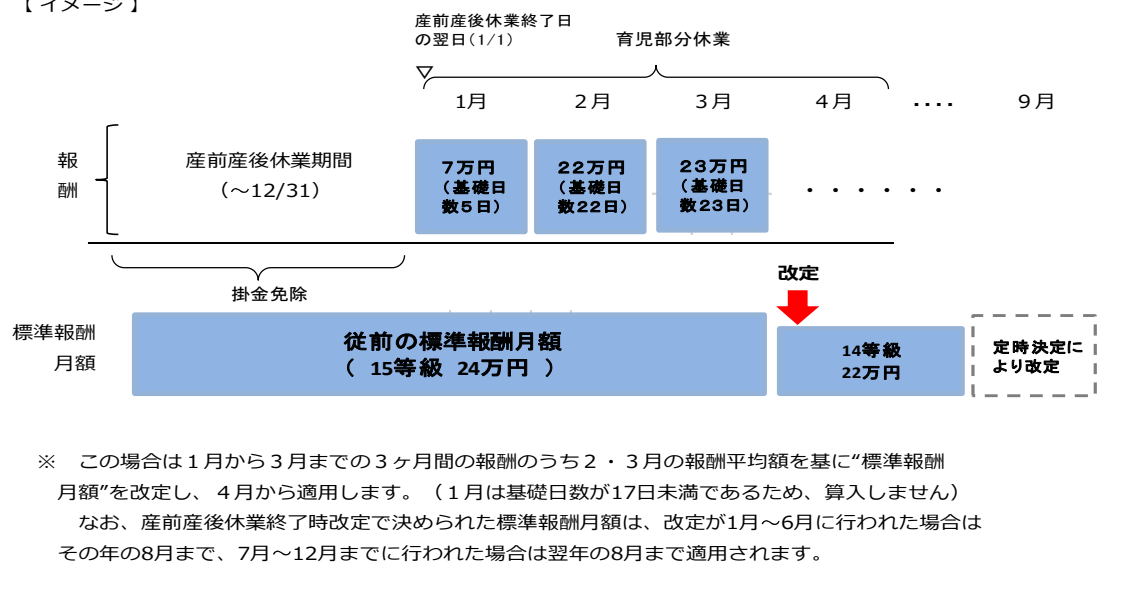 【イメージ】
産前産後休業終了日
の翌日(1/1)
育児部分休業
▽
1月 2月 3月 4月 ‥‥ 9月
報
酬
産前産後休業期間
（～12/31）
7万円
（基礎日
数5日）
22万円
（基礎日
数22日）
23万円
（基礎日
数23日）
・・・・・・
掛金免除
改定
標準報酬
月額
従前の標準報酬月額
（ 15等級 24万円 ）
14等級
22万円
定時決定に
より改定
※ この場合は１月から３月までの３ヶ月間の報酬のうち２・３月の報酬平均額を基に“標準報酬
月額”を改定し、４月から適用します。（１月は基礎日数が17日未満であるため、算入しません）
なお、産前産後休業終了時改定で決められた標準報酬月額は、改定が1月～6月に行われた場合は
その年の8月まで、7月～12月までに行われた場合は翌年の8月まで適用されます。